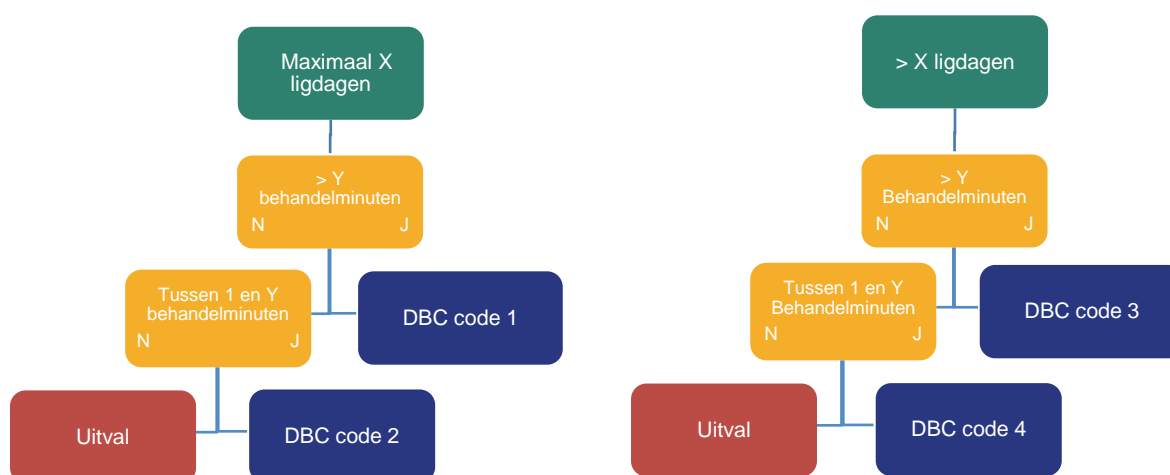 Maximaal X
ligdagen
> Y
behandelminuten
N J
Tussen 1 en Y
behandelminuten
N J
DBC code 1
Uitval
DBC code 2
> X ligdagen
> Y
Behandelminuten
N J
Tussen 1 en Y
Behandelminuten
N J
DBC code 3
Uitval
DBC code 4